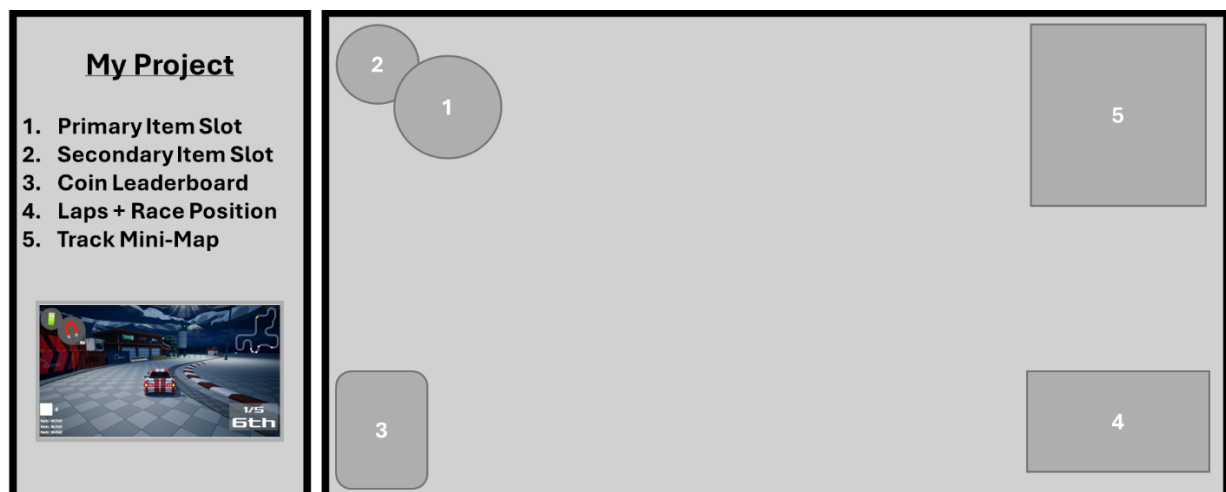 My Project
1. Primary Item Slot
2. Secondary Item Slot
3. Coin Leaderboard
4. Laps + Race Position
5. Track Mini-Map
1/5
6th
2
1
5
3
4